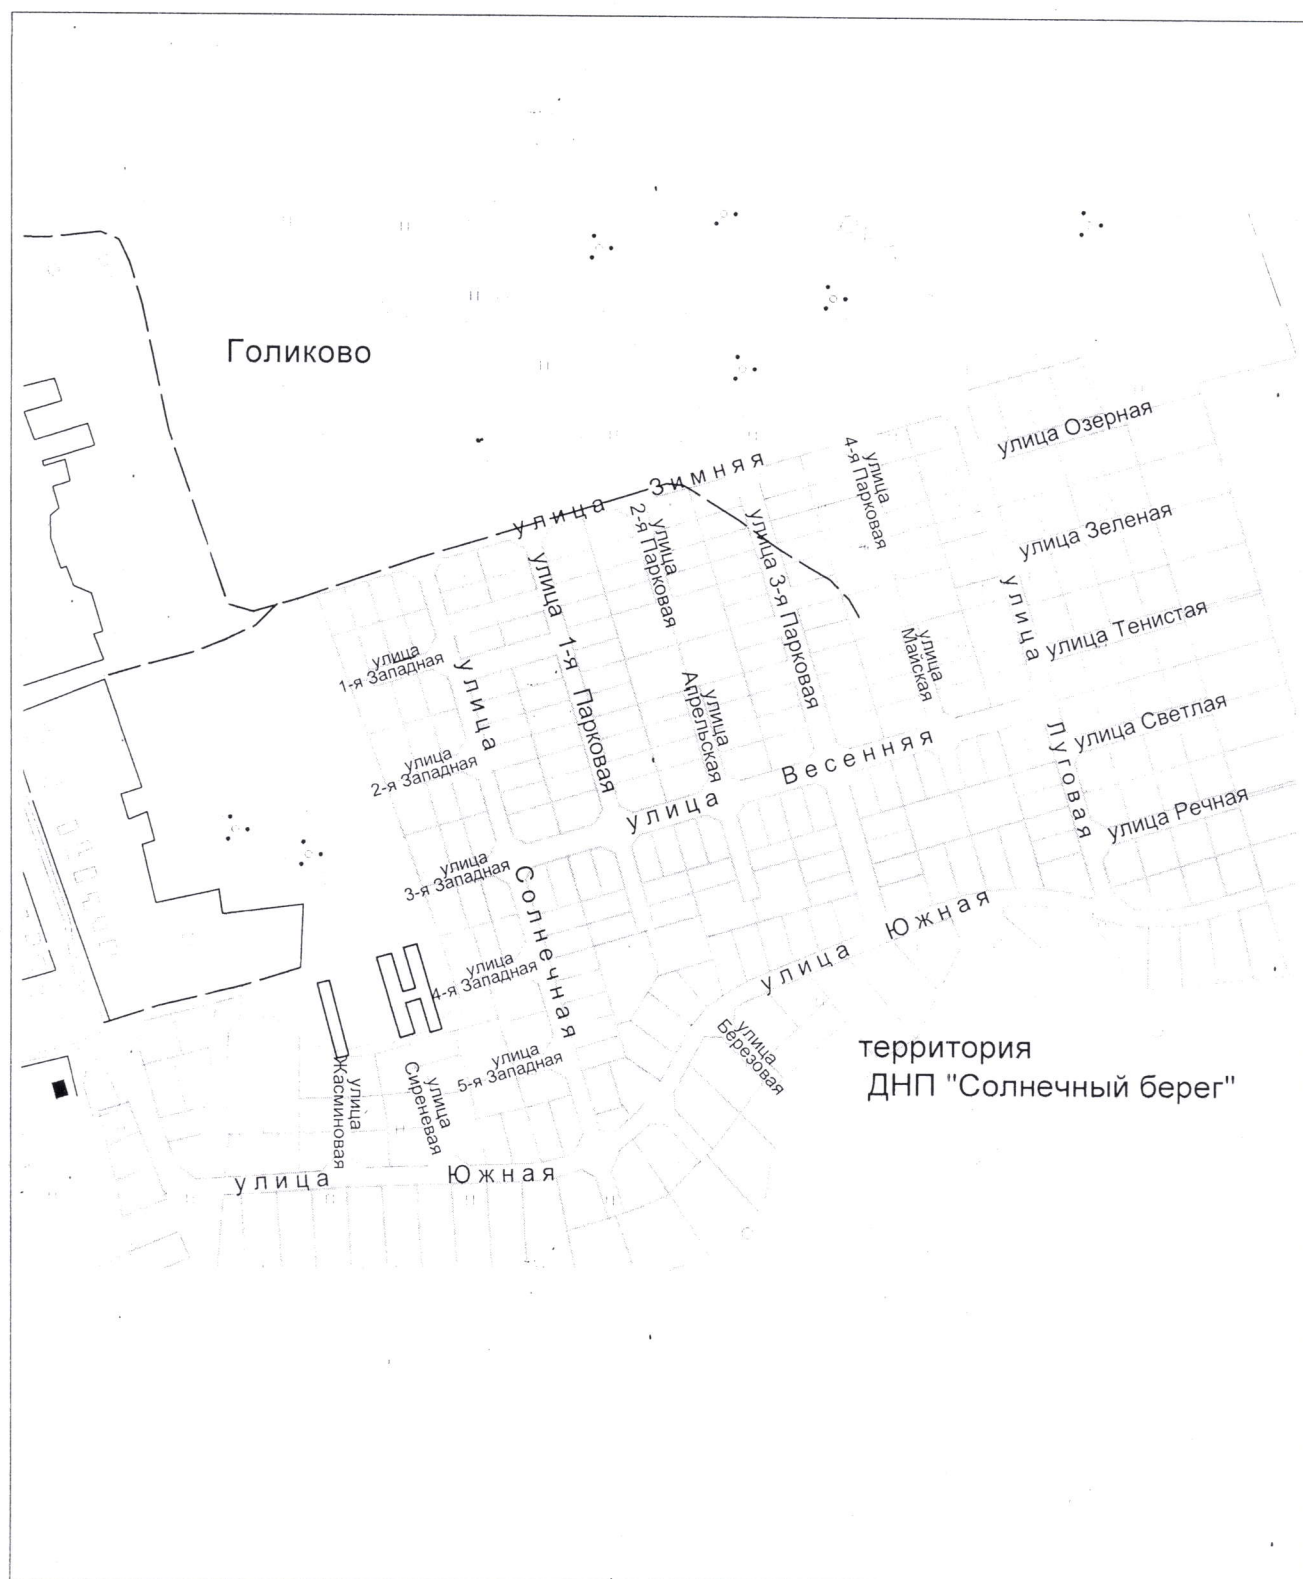 Голиково
улица Озерная
улица
4-я Парковая
улица Зимняя
улица
2-я Парковая
улица 3-я Парковая
улица Зеленая
улица 1-я Парковая
улица Луговая
улица Тенистая
улица
Майская
улица
1-я Западная
улица Солнечная
улица
Апрельская
улица Светлая
улица
2-я Западная
улица Весенняя
улица Речная
улица
3-я Западная
улица Южная
улица
4-я Западная
улица
Березовая
территория
ДНП "Солнечный берег"
улица
5-я Западная
улица
Жасминовая
улица
Сиреневая
улица Южная